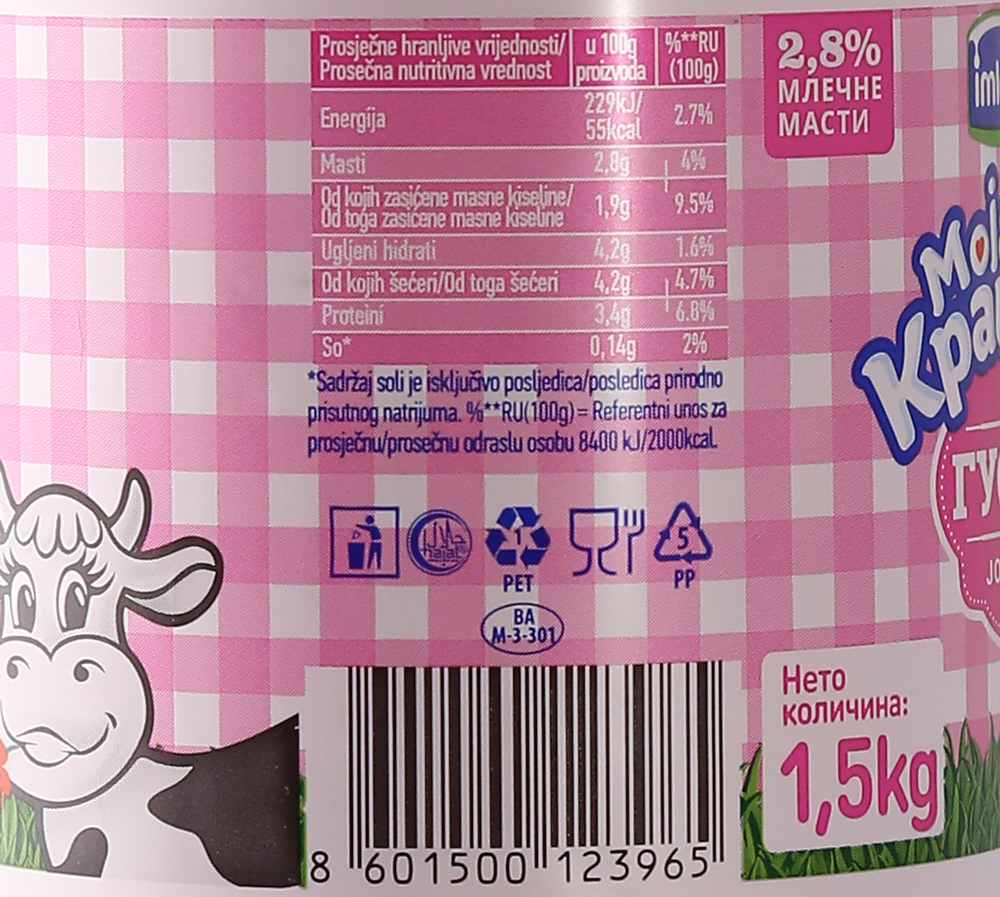 Prosječne hranljive vrijednosti/ u 100g %**RU
Prosečna nutritivna vrednost proizvoda (100g)
Energija 229kJ/ 2.7%
55kcal
Masti 2,8g 4%
Od kojih zasićene masne kiseline/ 1,9g 9.5%
Od toga zasićene masne kiseline
Ugljeni hidrati 4,2g 1.6%
Od kojih šećeri/Od toga šećeri 4,2g 4.7%
Proteini 3,4g 6.8%
So* 0,14g 2%
*Sadržaj soli je isključivo posljedica/posledica prirodno
prisutnog natrijuma. %**RU(100g) = Referentni unos za
prosječnu/prosečnu odraslu osobu 8400 kJ/2000kcal.
حلال
halal
1
PET
5
PP
BA
M-3-301
8 601500 123965
2,8%
МЛЕЧНЕ
МАСТИ
Мој
Нето
количина:
1,5kg